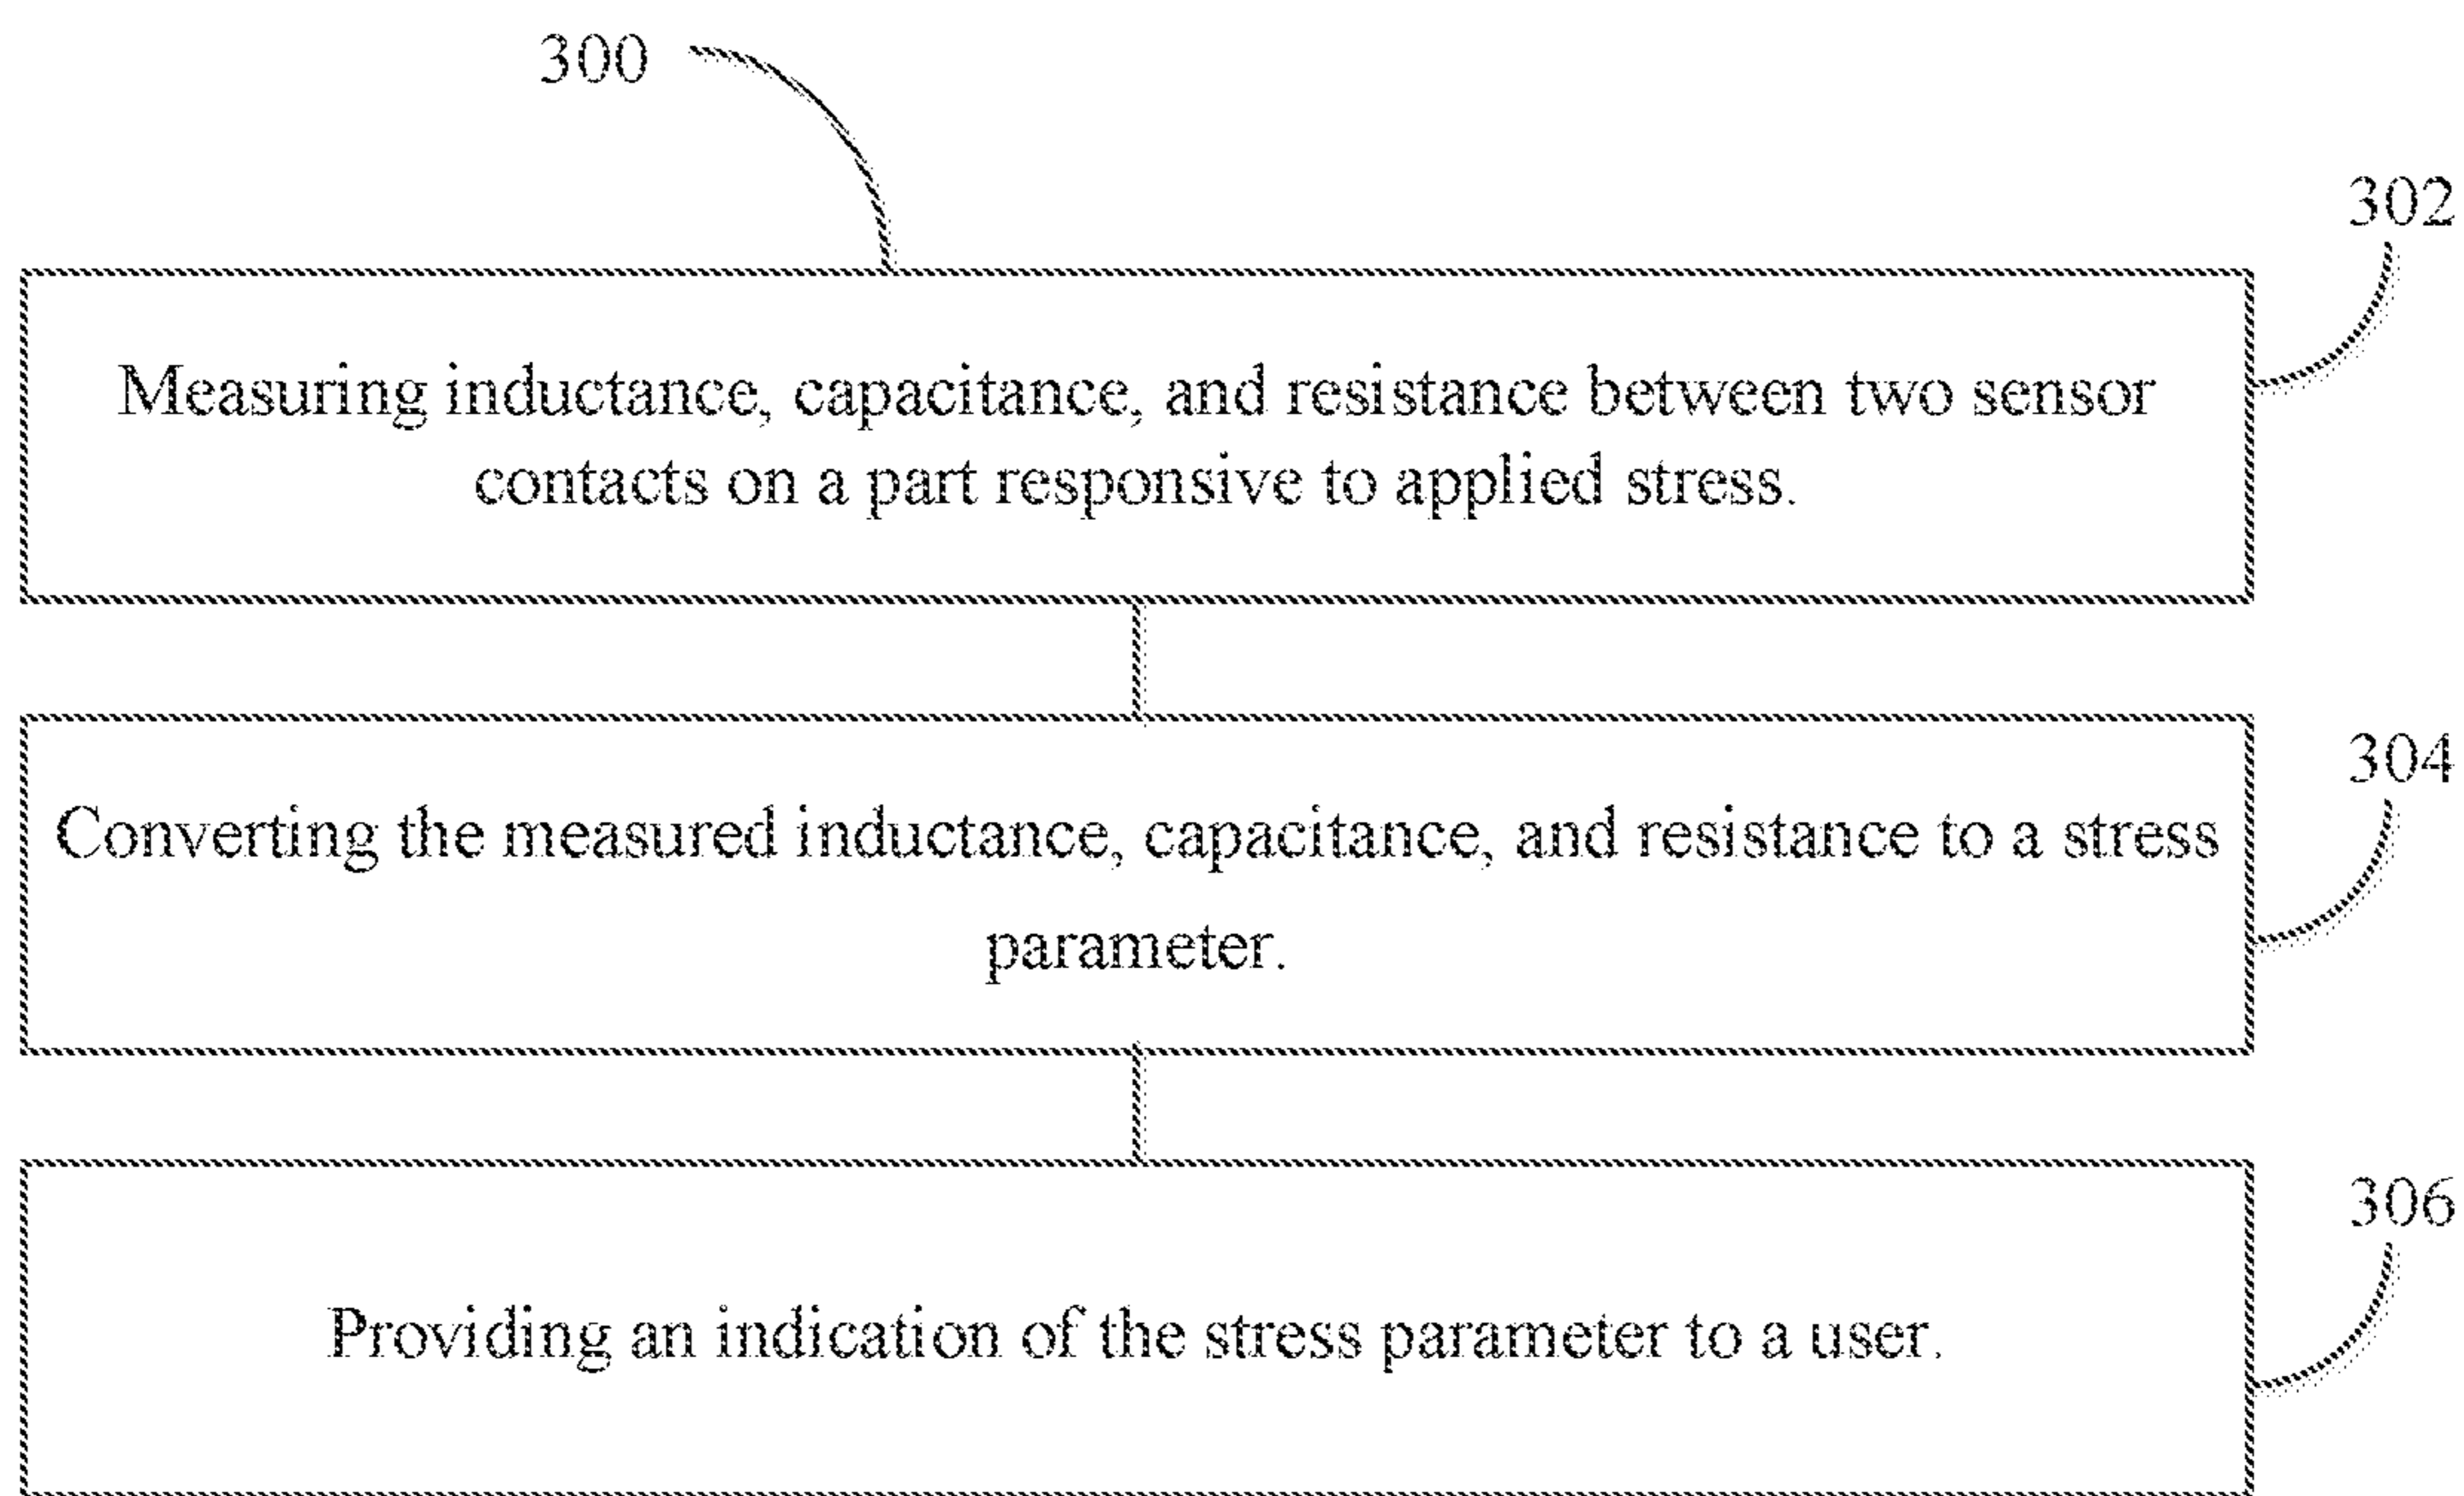 300
302
Measuring inductance, capacitance, and resistance between two sensor
contacts on a part responsive to applied stress.
304
Converting the measured inductance, capacitance, and resistance to a stress
parameter.
306
Providing an indication of the stress parameter to a user.